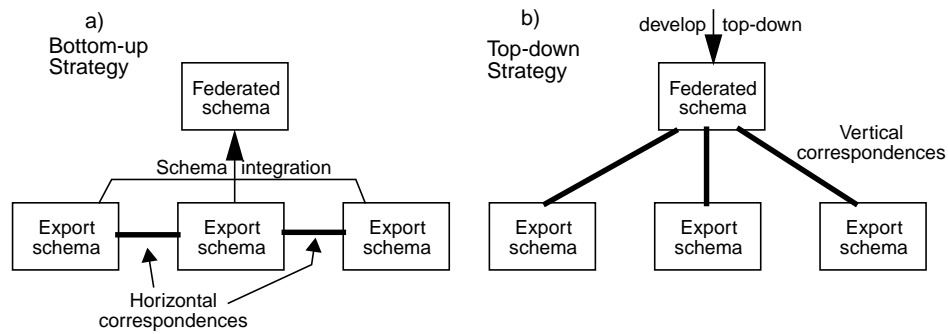 a)
Bottom-up
Strategy
Federated
schema
Schema integration
Export
schema
Export
schema
Export
schema
Horizontal
correspondences
b)
Top-down
Strategy
develop top-down
Federated
schema
Vertical
correspondences
Export
schema
Export
schema
Export
schema